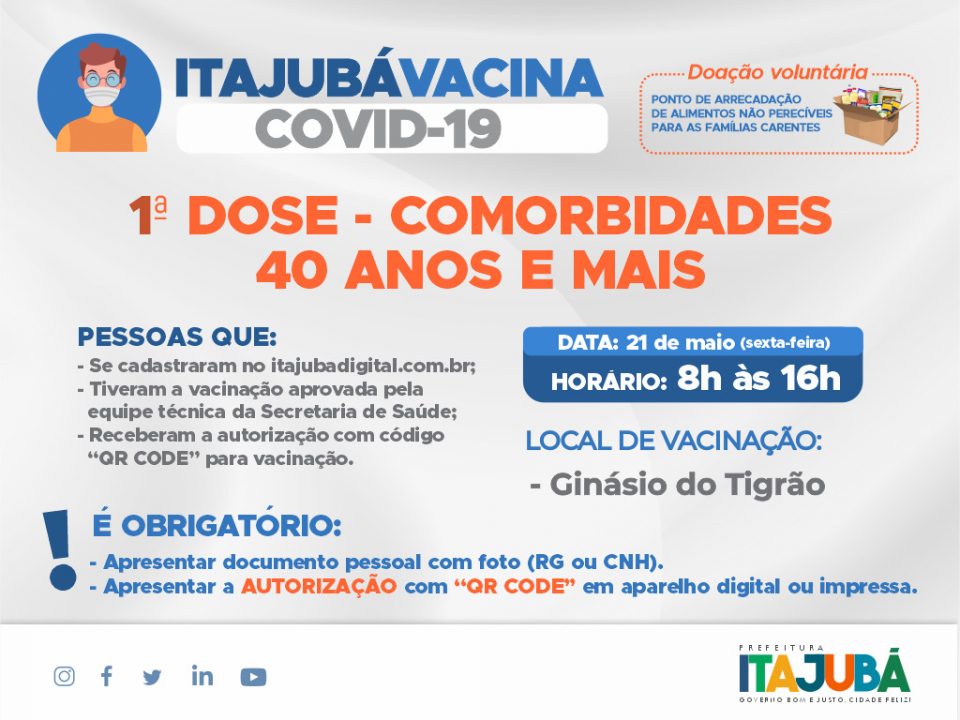 ITAJUBÁVACINA
COVID-19
Doação voluntária
PONTO DE ARRECADAÇÃO
DE ALIMENTOS NÃO PERECÍVEIS
PARA AS FAMÍLIAS CARENTES
1ª DOSE - COMORBIDADES
40 ANOS E MAIS
PESSOAS QUE:
- Se cadastraram no itajubadigital.com.br;
- Tiveram a vacinação aprovada pela
equipe técnica da Secretaria de Saúde;
- Receberam a autorização com código
“QR CODE” para vacinação.
DATA: 21 de maio (sexta-feira)
HORÁRIO: 8h às 16h
LOCAL DE VACINAÇÃO:
- Ginásio do Tigrão
! É OBRIGATÓRIO:
- Apresentar documento pessoal com foto (RG ou CNH).
- Apresentar a AUTORIZAÇÃO com “QR CODE” em aparelho digital ou impressa.
PREFEITURA
ITAJUBÁ
GOVERNO BOM E JUSTO, CIDADE FELIZ!